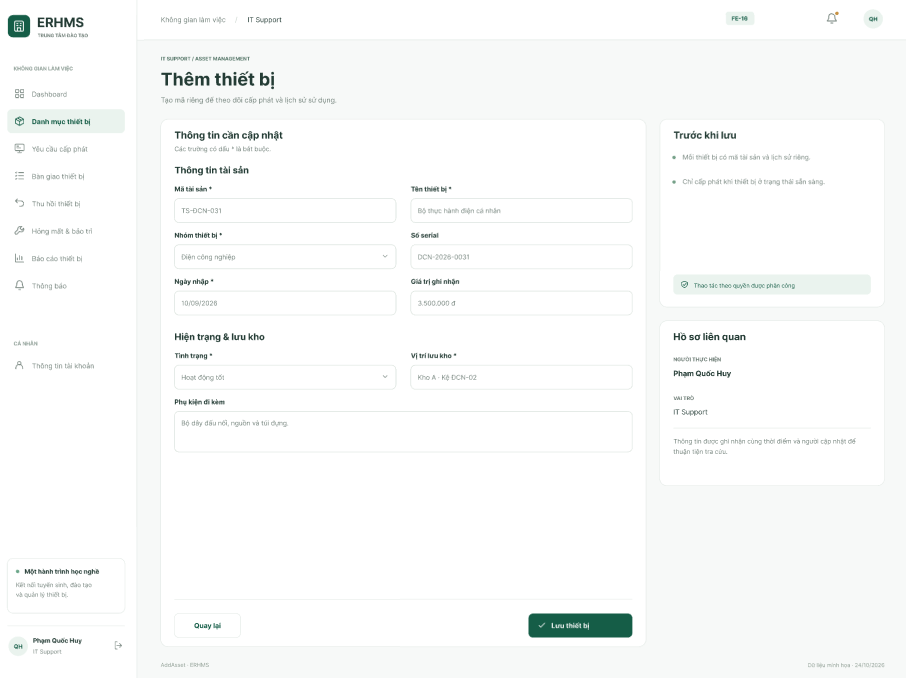 ERHMS
TRUNG TÂM ĐÀO TẠO
KHÔNG GIAN LÀM VIỆC
Dashboard
Danh mục thiết bị
Yêu cầu cấp phát
Bàn giao thiết bị
Thu hồi thiết bị
Hỏng mất & bảo trì
Báo cáo thiết bị
Thông báo
CÁ NHÂN
Thông tin tài khoản
Một hành trình học nghề
Kết nối tuyển sinh, đào tạo
và quản lý thiết bị.
QH
Phạm Quốc Huy
IT Support
Không gian làm việc / IT Support
FE-16
QH
IT SUPPORT / ASSET MANAGEMENT
Thêm thiết bị
Tạo mã riêng để theo dõi cấp phát và lịch sử sử dụng.
Thông tin cần cập nhật
Các trường có dấu * là bắt buộc.
Thông tin tài sản
Mã tài sản *
Tên thiết bị *
TS-ĐCN-031
Bộ thực hành điện cá nhân
Nhóm thiết bị *
Số serial
Điện công nghiệp
DCN-2026-0031
Ngày nhập *
Giá trị ghi nhận
10/09/2026
3.500.000 đ
Hiện trạng & lưu kho
Tình trạng *
Vị trí lưu kho *
Hoạt động tốt
Kho A · Kệ ĐCN-02
Phụ kiện đi kèm
Bộ dây đấu nối, nguồn và túi đựng.
Quay lại
Lưu thiết bị
Trước khi lưu
Mỗi thiết bị có mã tài sản và lịch sử riêng.
Chỉ cấp phát khi thiết bị ở trạng thái sẵn sàng.
Thao tác theo quyền được phân công
Hồ sơ liên quan
NGƯỜI THỰC HIỆN
Phạm Quốc Huy
VAI TRÒ
IT Support
Thông tin được ghi nhận cùng thời điểm và người cập nhật để
thuận tiện tra cứu.
AddAsset · ERHMS
Dữ liệu minh họa · 24/10/2026